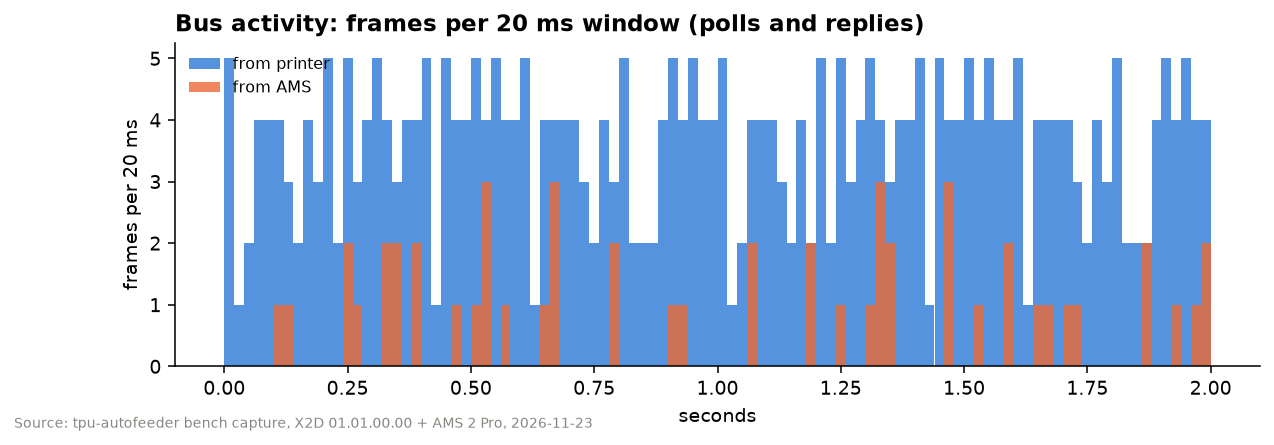 Bus activity: frames per 20 ms window (polls and replies)
from printer
from AMS
frames per 20 ms
5
4
3
2
1
0
0.00 0.25 0.50 0.75 1.00 1.25 1.50 1.75 2.00
seconds
Source: tpu-autofeeder bench capture, X2D 01.01.00.00 + AMS 2 Pro, 2026-11-23